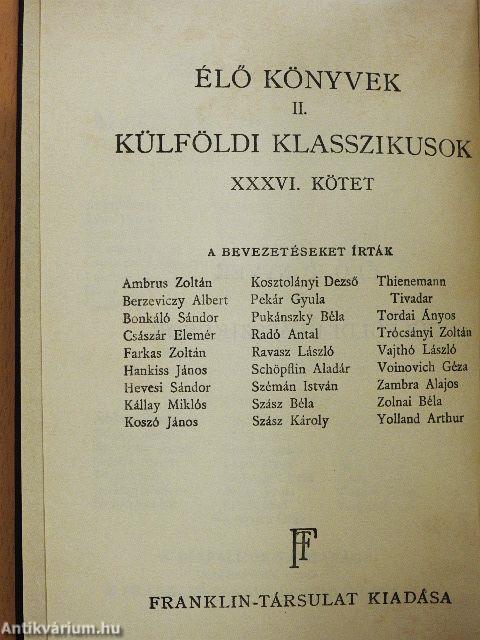 ÉLŐ KÖNYVEK
II.
KÜLFÖLDI KLASSZIKUSOK
XXXVI. KÖTET
A BEVEZETÉSEKET ÍRTÁK
Ambrus Zoltán
Berzeviczy Albert
Bonkáló Sándor
Császár Elemér
Farkas Zoltán
Hankiss János
Hevesi Sándor
Kállay Miklós
Koszó János
Kosztolányi Dezső
Pekár Gyula
Pukánszky Béla
Radó Antal
Ravasz László
Schöpflin Aladár
Szémán István
Szász Béla
Szász Károly
Thienemann
Tivadar
Tordai Ányos
Trócsányi Zoltán
Vajthó László
Voinovich Géza
Zambra Alajos
Zolnai Béla
Yolland Arthur
FT
FRANKLIN-TÁRSULAT KIADÁSA
Antikvárium.hu